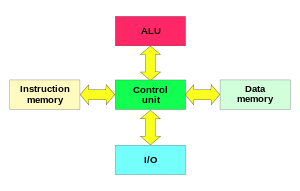 ALU
Instruction
memory
Control
unit
Data
memory
I/O